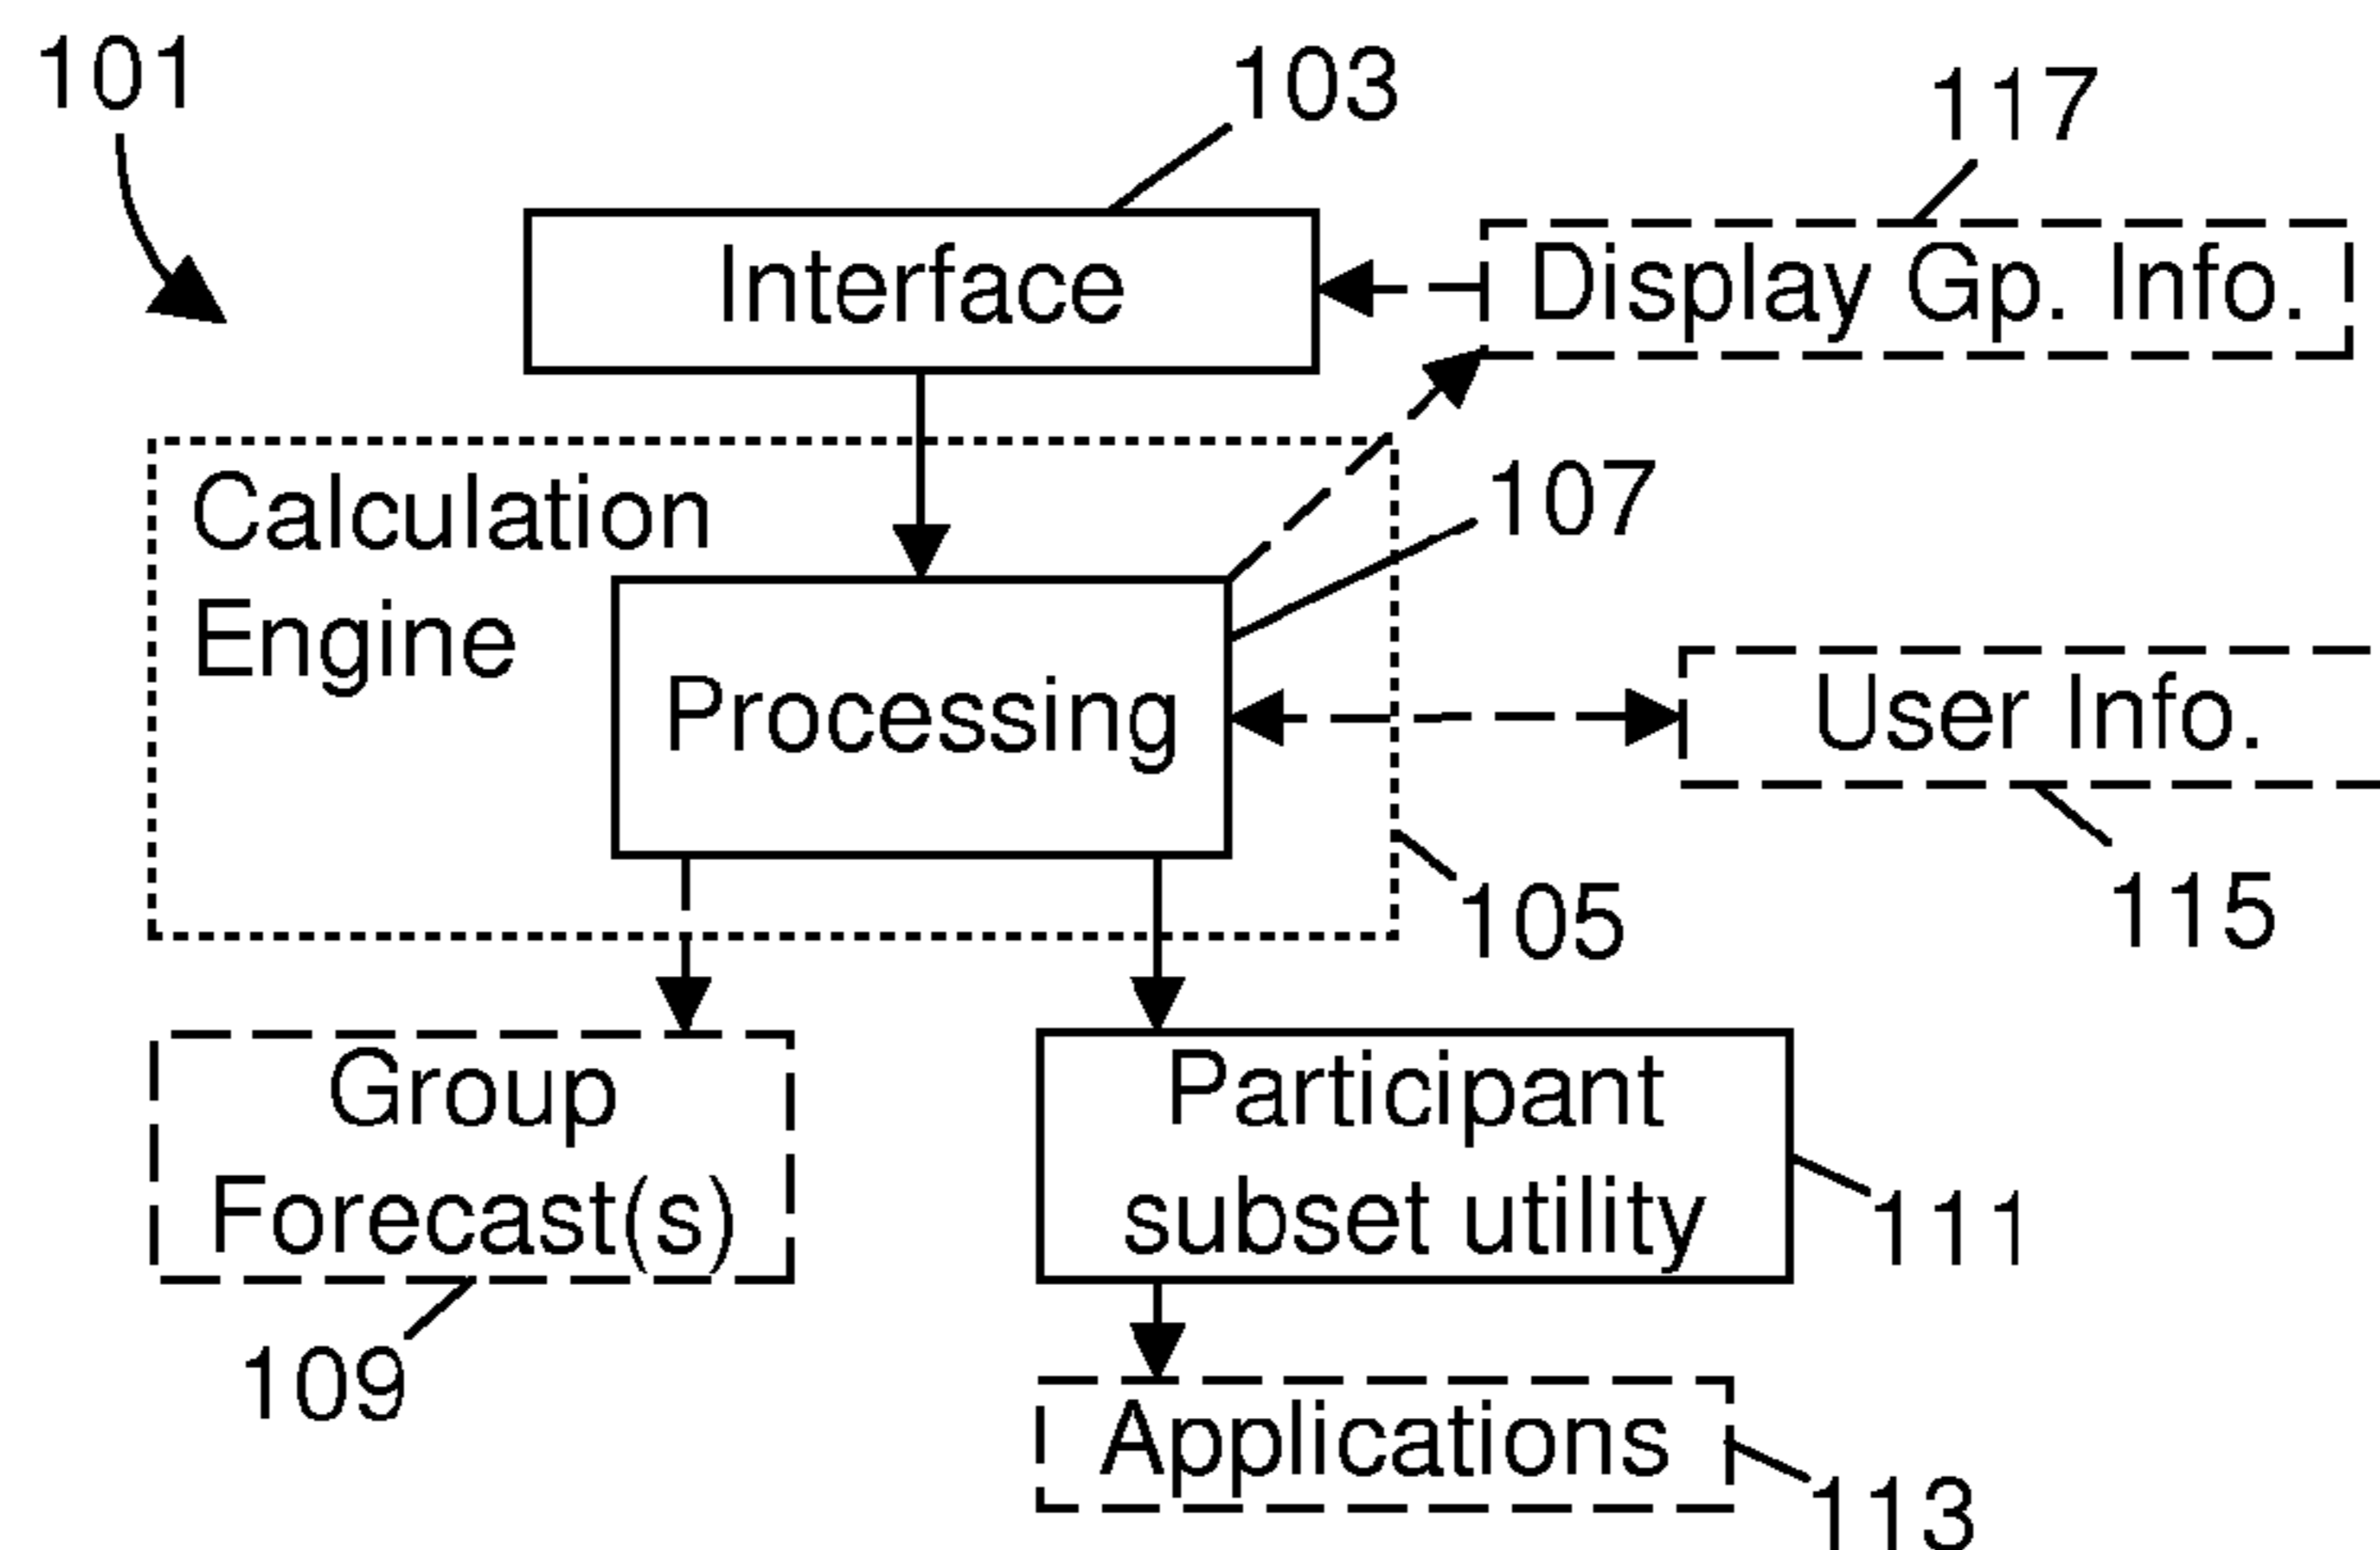 101
103
117
Interface
Display Gp. Info.
Calculation
Engine
107
Processing
User Info.
105
115
Group
Forecast(s)
Participant
subset utility
111
109
Applications
113